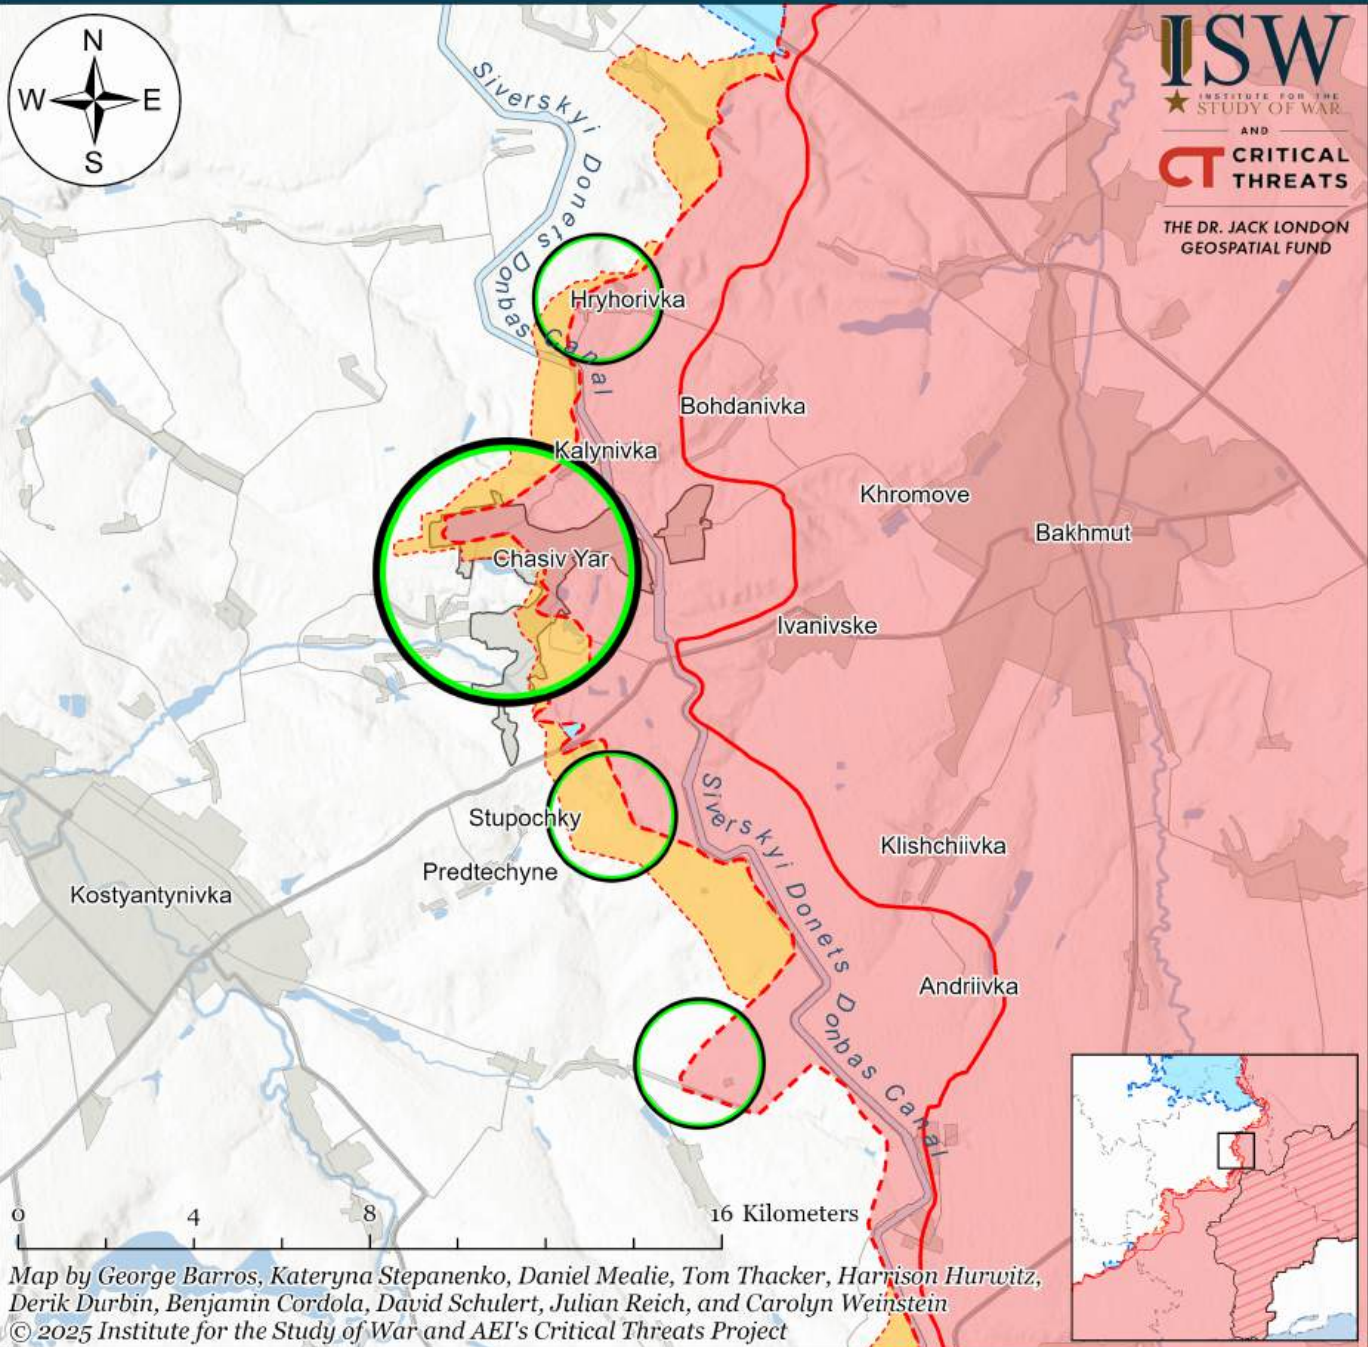 N
W
E
S
ISW
INSTITUTE FOR THE
STUDY OF WAR
AND
CT CRITICAL
THREATS
THE DR. JACK LONDON
GEOSPATIAL FUND
Siverskyi Donets Donbas Canal
Hryhorivka
Bohdanivka
Kalynivka
Khromove
Bakhmut
Chasiv Yar
Ivanivske
Siverskyi Donets Donbas Canal
Stupochky
Klishchiivka
Predtechyne
Kostyantynivka
Andriivka
0 4 8 16 Kilometers
Map by George Barros, Kateryna Stepanenko, Daniel Mealie, Tom Thacker, Harrison Hurwitz,
Derik Durbin, Benjamin Cordola, David Schulert, Julian Reich, and Carolyn Weinstein
© 2025 Institute for the Study of War and AEI's Critical Threats Project